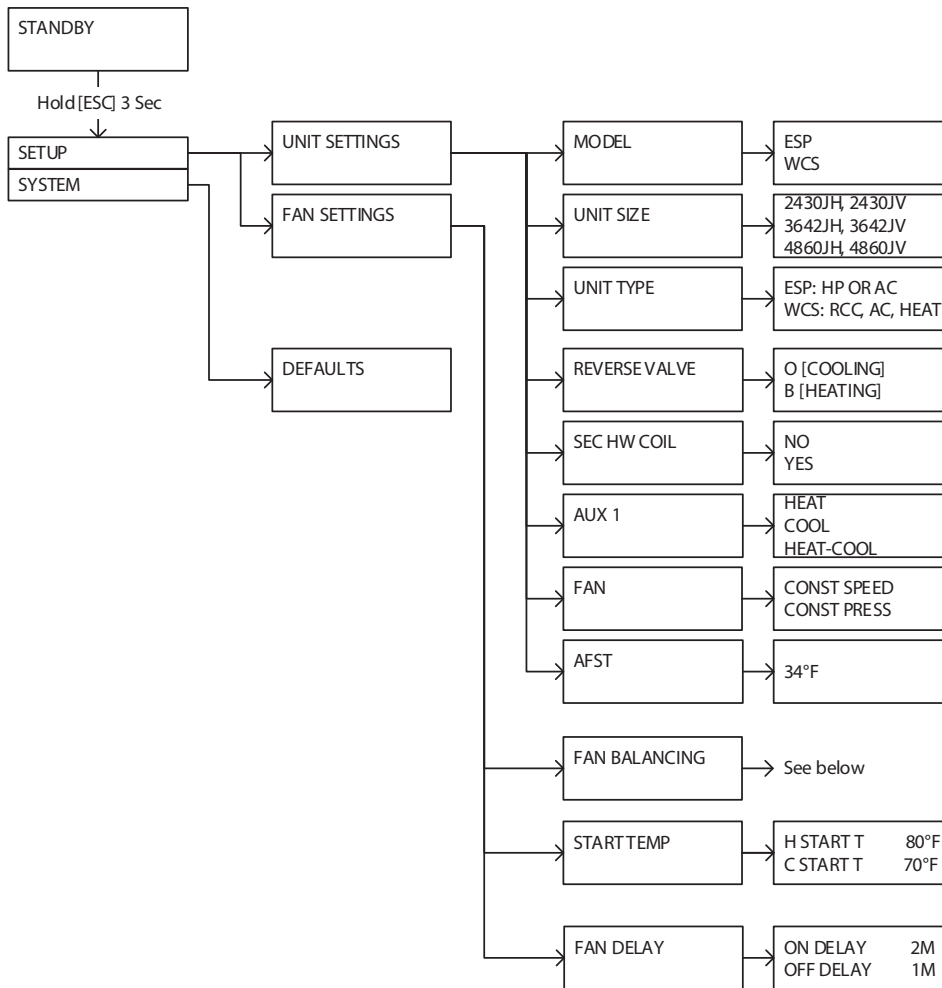 STANDBY
Hold [ESC] 3 Sec
SETUP
SYSTEM
UNIT SETTINGS
FAN SETTINGS
DEFAULTS
MODEL
ESP
WCS
UNIT SIZE
2430JH, 2430JV
3642JH, 3642JV
4860JH, 4860JV
UNIT TYPE
ESP: HP OR AC
WCS: RCC, AC, HEAT
REVERSE VALVE
O [COOLING]
B [HEATING]
SEC HW COIL
NO
YES
AUX 1
HEAT
COOL
HEAT-COOL
FAN
CONST SPEED
CONST PRESS
AFST
34°F
FAN BALANCING
See below
START TEMP
H START T 80°F
C START T 70°F
FAN DELAY
ON DELAY 2M
OFF DELAY 1M